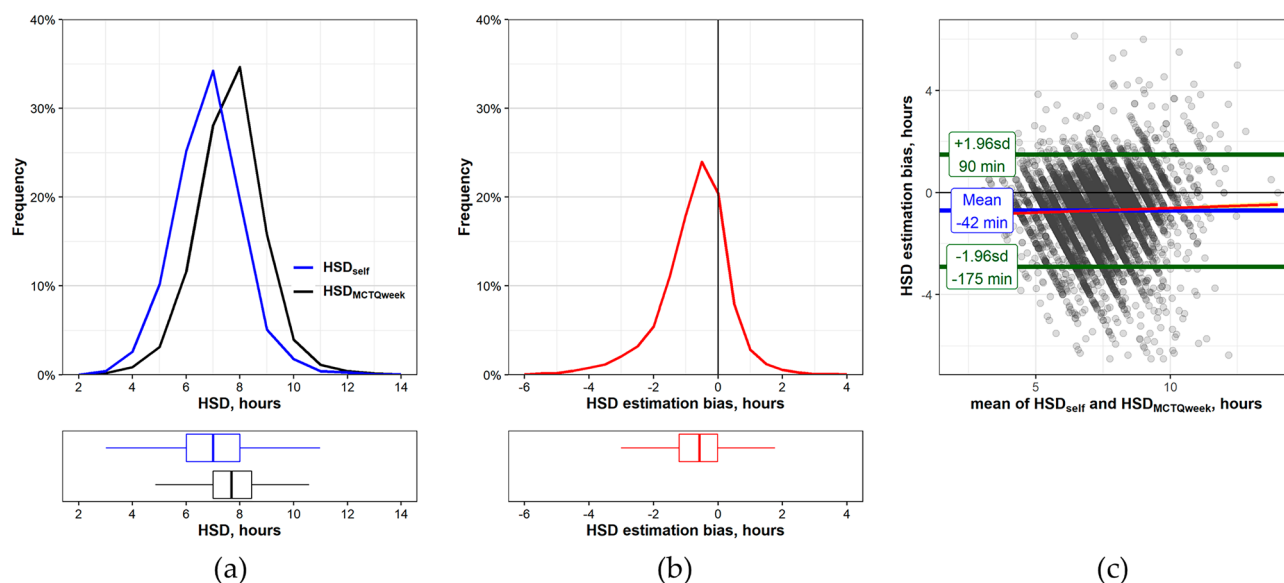 40%
30%
20%
10%
0%
Frequency
HSDself
HSDMCTQweek
2 4 6 8 10 12 14
HSD, hours
2 4 6 8 10 12 14
HSD, hours
(a)
40%
30%
20%
10%
0%
Frequency
-6 -4 -2 0 2 4
HSD estimation bias, hours
-6 -4 -2 0 2 4
HSD estimation bias, hours
(b)
4
0
-4
HSD estimation bias, hours
+1.96sd
90 min
Mean
-42 min
-1.96sd
-175 min
5 10
mean of HSDself and HSDMCTQweek, hours
(c)